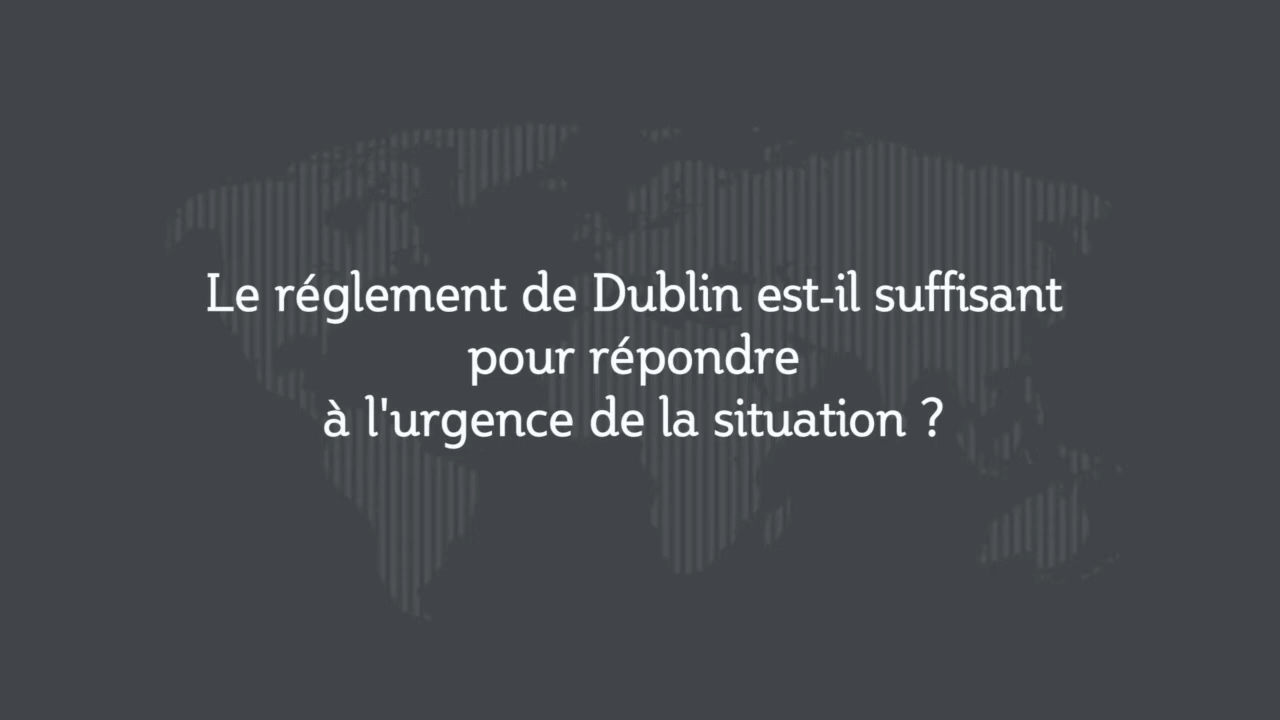 Le réglement de Dublin est-il suffisant
pour répondre
à l'urgence de la situation ?